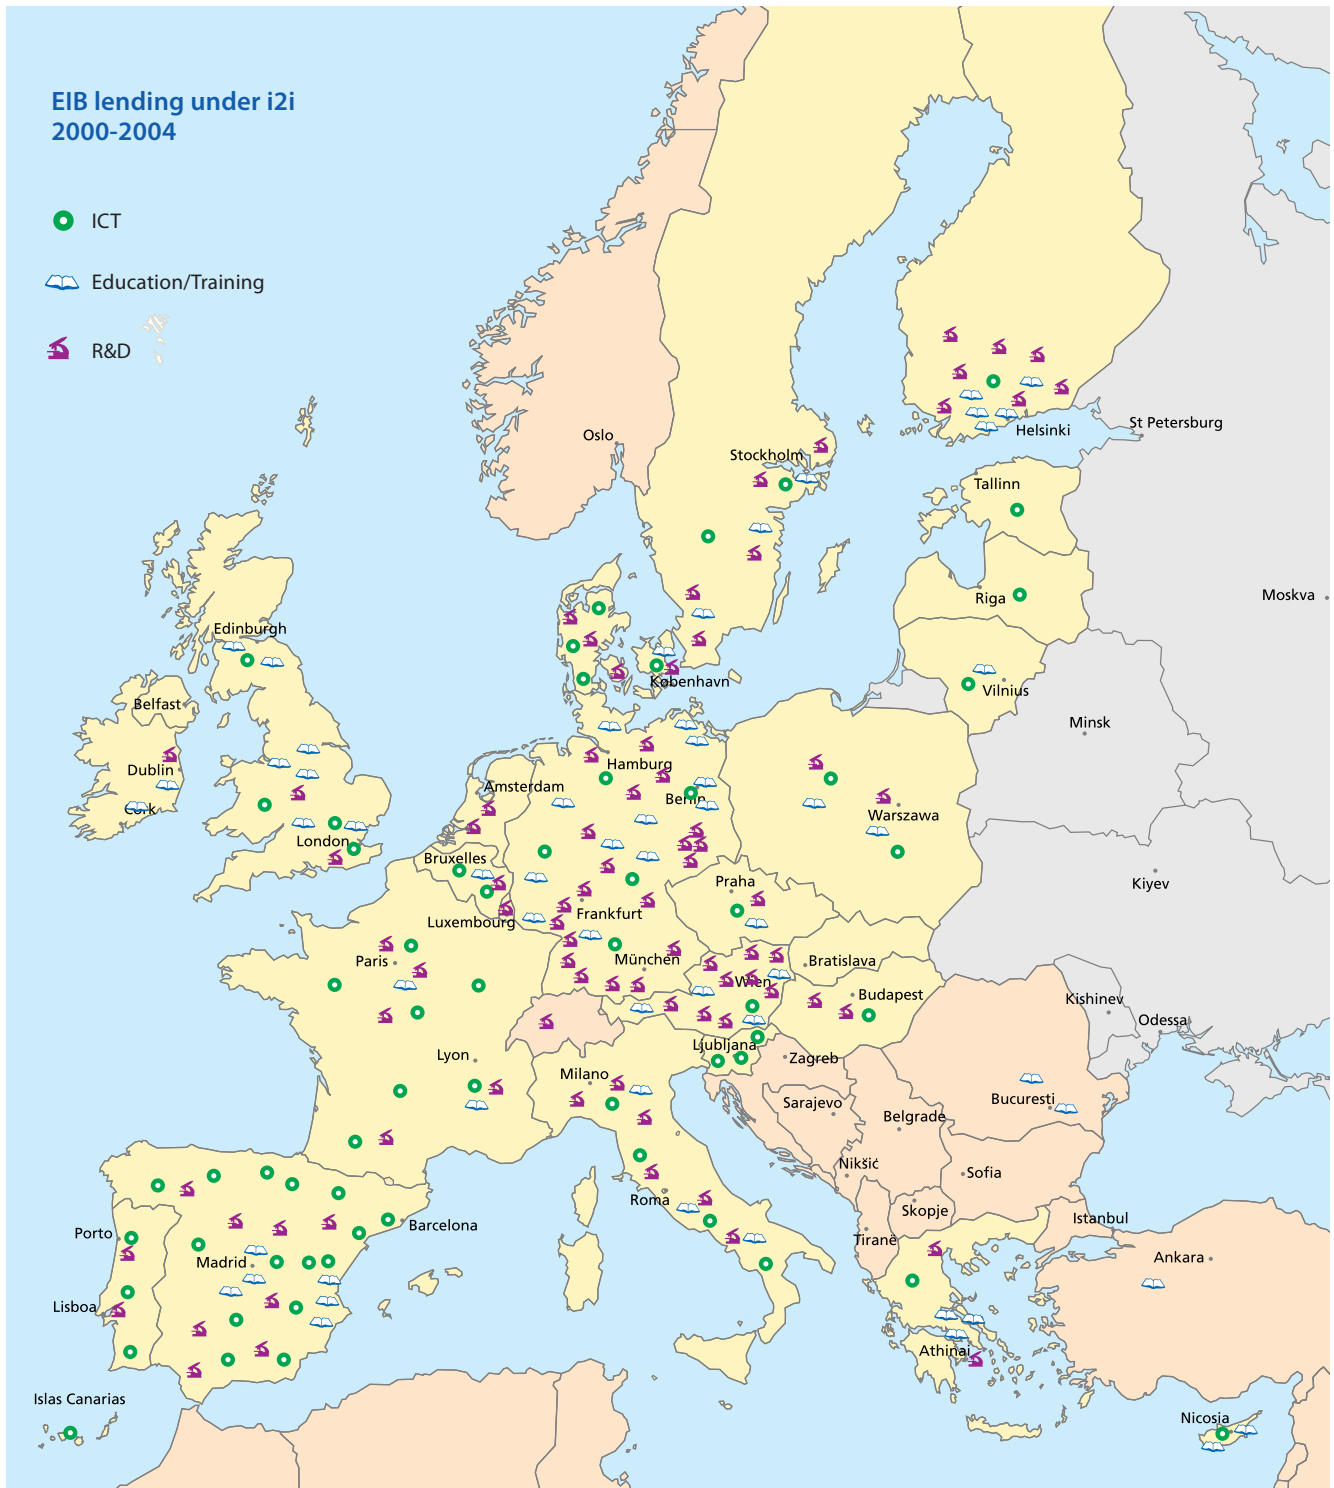 EIB lending under i2i
2000-2004
ICT
Education/Training
R&D
Oslo
Stockholm
Helsinki
St Petersburg
Tallinn
Riga
Moskva
Edinburgh
Belfast
København
Vilnius
Minsk
Dublin
Cork
Hamburg
Amsterdam
Berlin
Warszawa
London
Bruxelles
Praha
Kiyev
Luxembourg
Frankfurt
Paris
München
Wien
Bratislava
Budapest
Kishinev
Odessa
Lyon
Ljubljana
Zagreb
Milano
Sarajevo
Belgrade
Bucuresti
Nikšić
Sofia
Roma
Skopje
Istanbul
Porto
Barcelona
Tiranë
Ankara
Madrid
Lisboa
Athinai
Islas Canarias
Nicosia